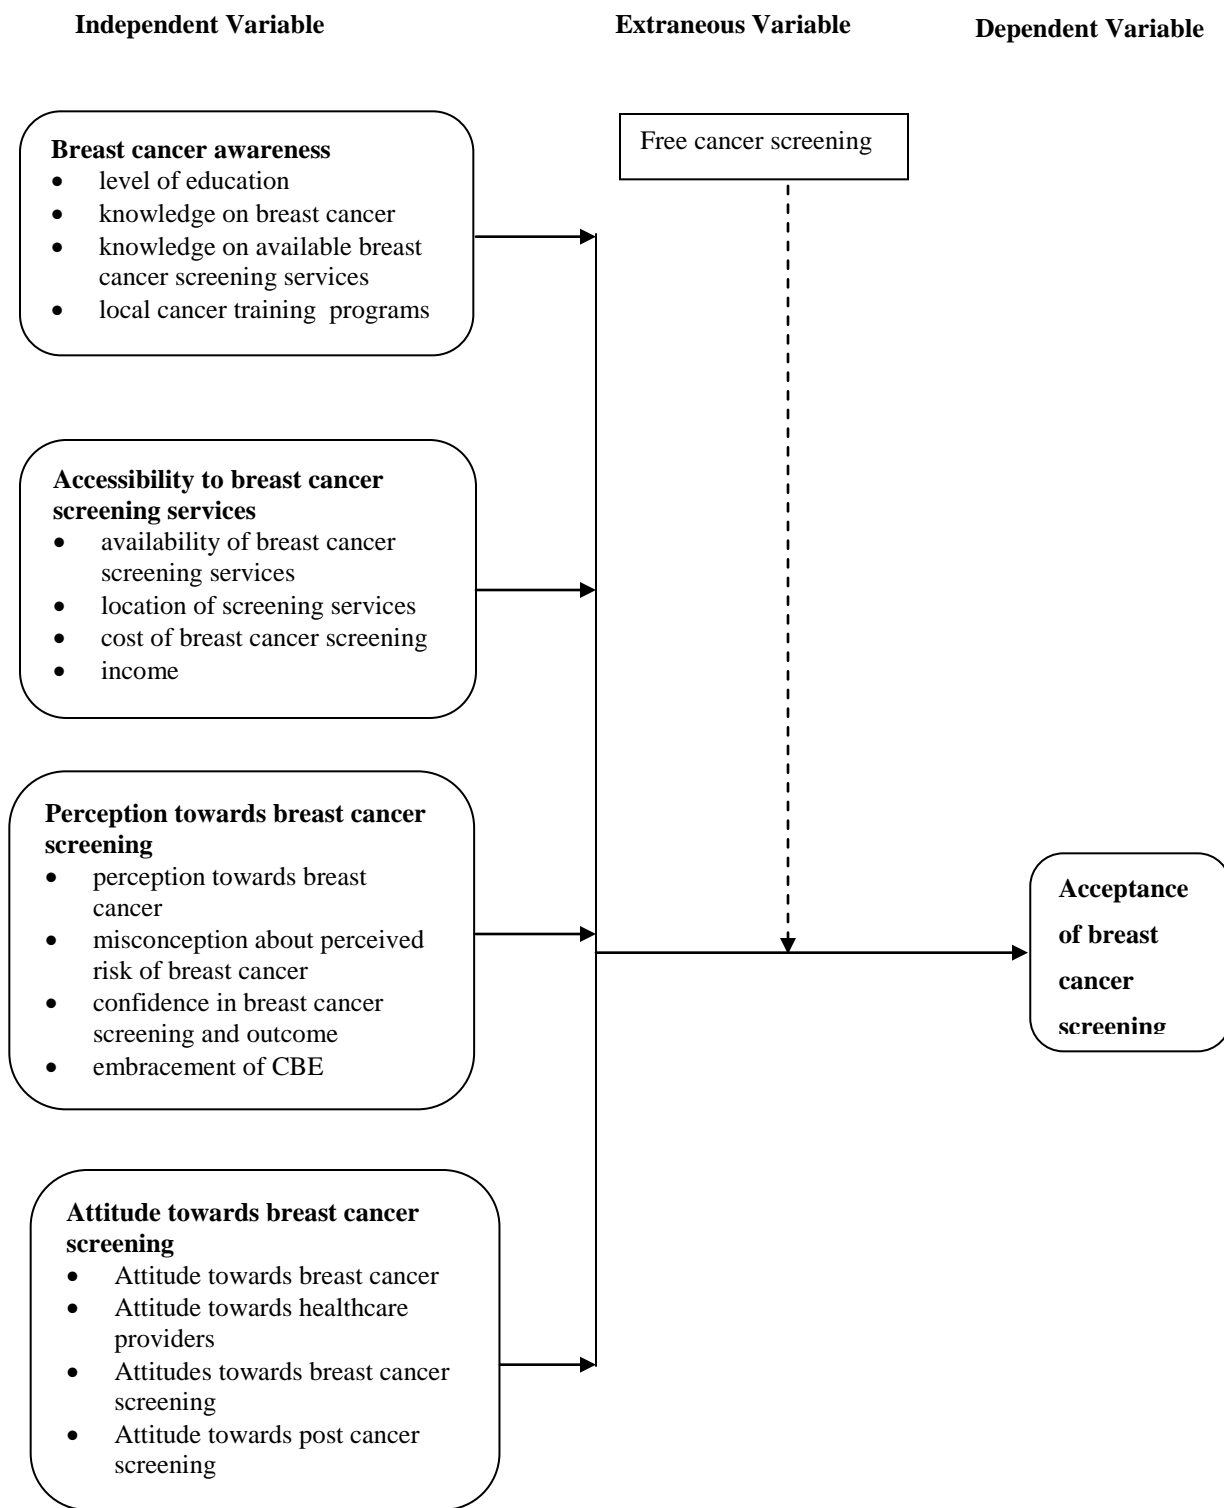 Independent Variable
Extraneous Variable
Dependent Variable
Breast cancer awareness
• level of education
• knowledge on breast cancer
• knowledge on available breast
cancer screening services
• local cancer training programs
Free cancer screening
Accessibility to breast cancer
screening services
• availability of breast cancer
screening services
• location of screening services
• cost of breast cancer screening
• income
Perception towards breast cancer
screening
• perception towards breast
cancer
• misconception about perceived
risk of breast cancer
• confidence in breast cancer
screening and outcome
• embracement of CBE
Acceptance
of breast
cancer
screening
Attitude towards breast cancer
screening
• Attitude towards breast cancer
• Attitude towards healthcare
providers
• Attitudes towards breast cancer
screening
• Attitude towards post cancer
screening